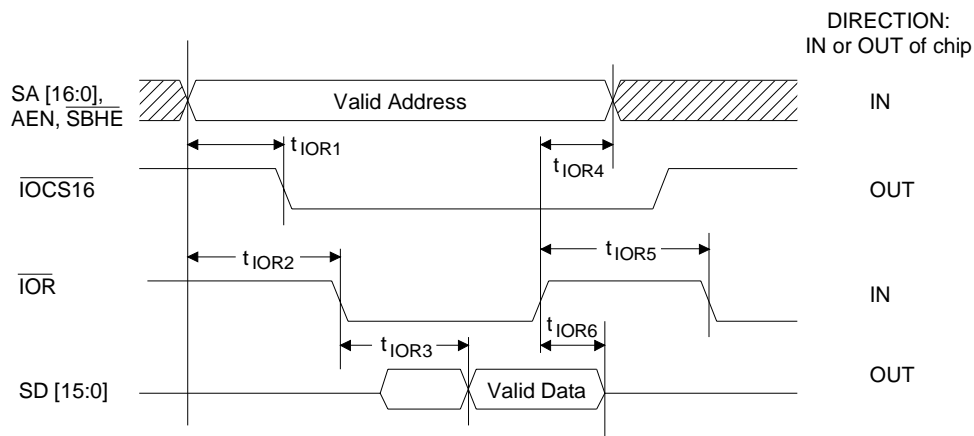 DIRECTION:
IN or OUT of chip
SA [16:0],
AEN, SBHE
Valid Address
IN
tIOR1
tIOR4
IOCS16
OUT
tIOR2
tIOR5
IOR
IN
tIOR6
tIOR3
OUT
SD [15:0]
Valid Data